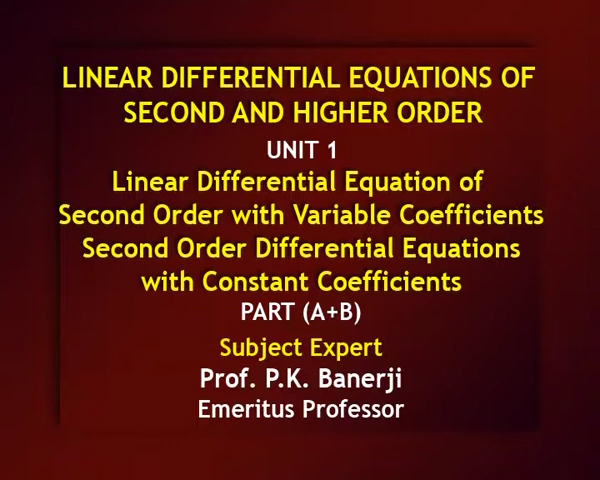 LINEAR DIFFERENTIAL EQUATIONS OF
SECOND AND HIGHER ORDER
UNIT 1
Linear Differential Equation of
Second Order with Variable Coefficients
Second Order Differential Equations
with Constant Coefficients
PART (A+B)
Subject Expert
Prof. P.K. Banerji
Emeritus Professor